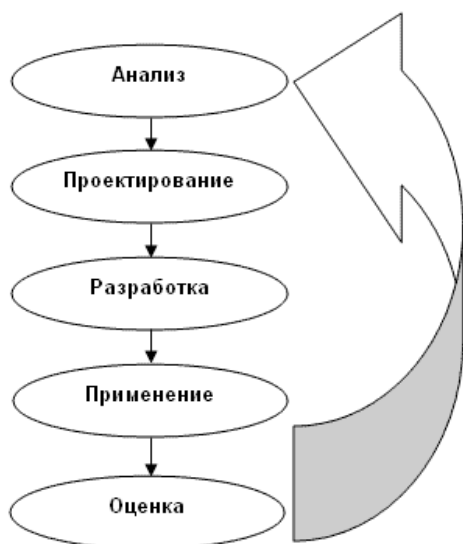 Анализ
Проектирование
Разработка
Применение
Оценка